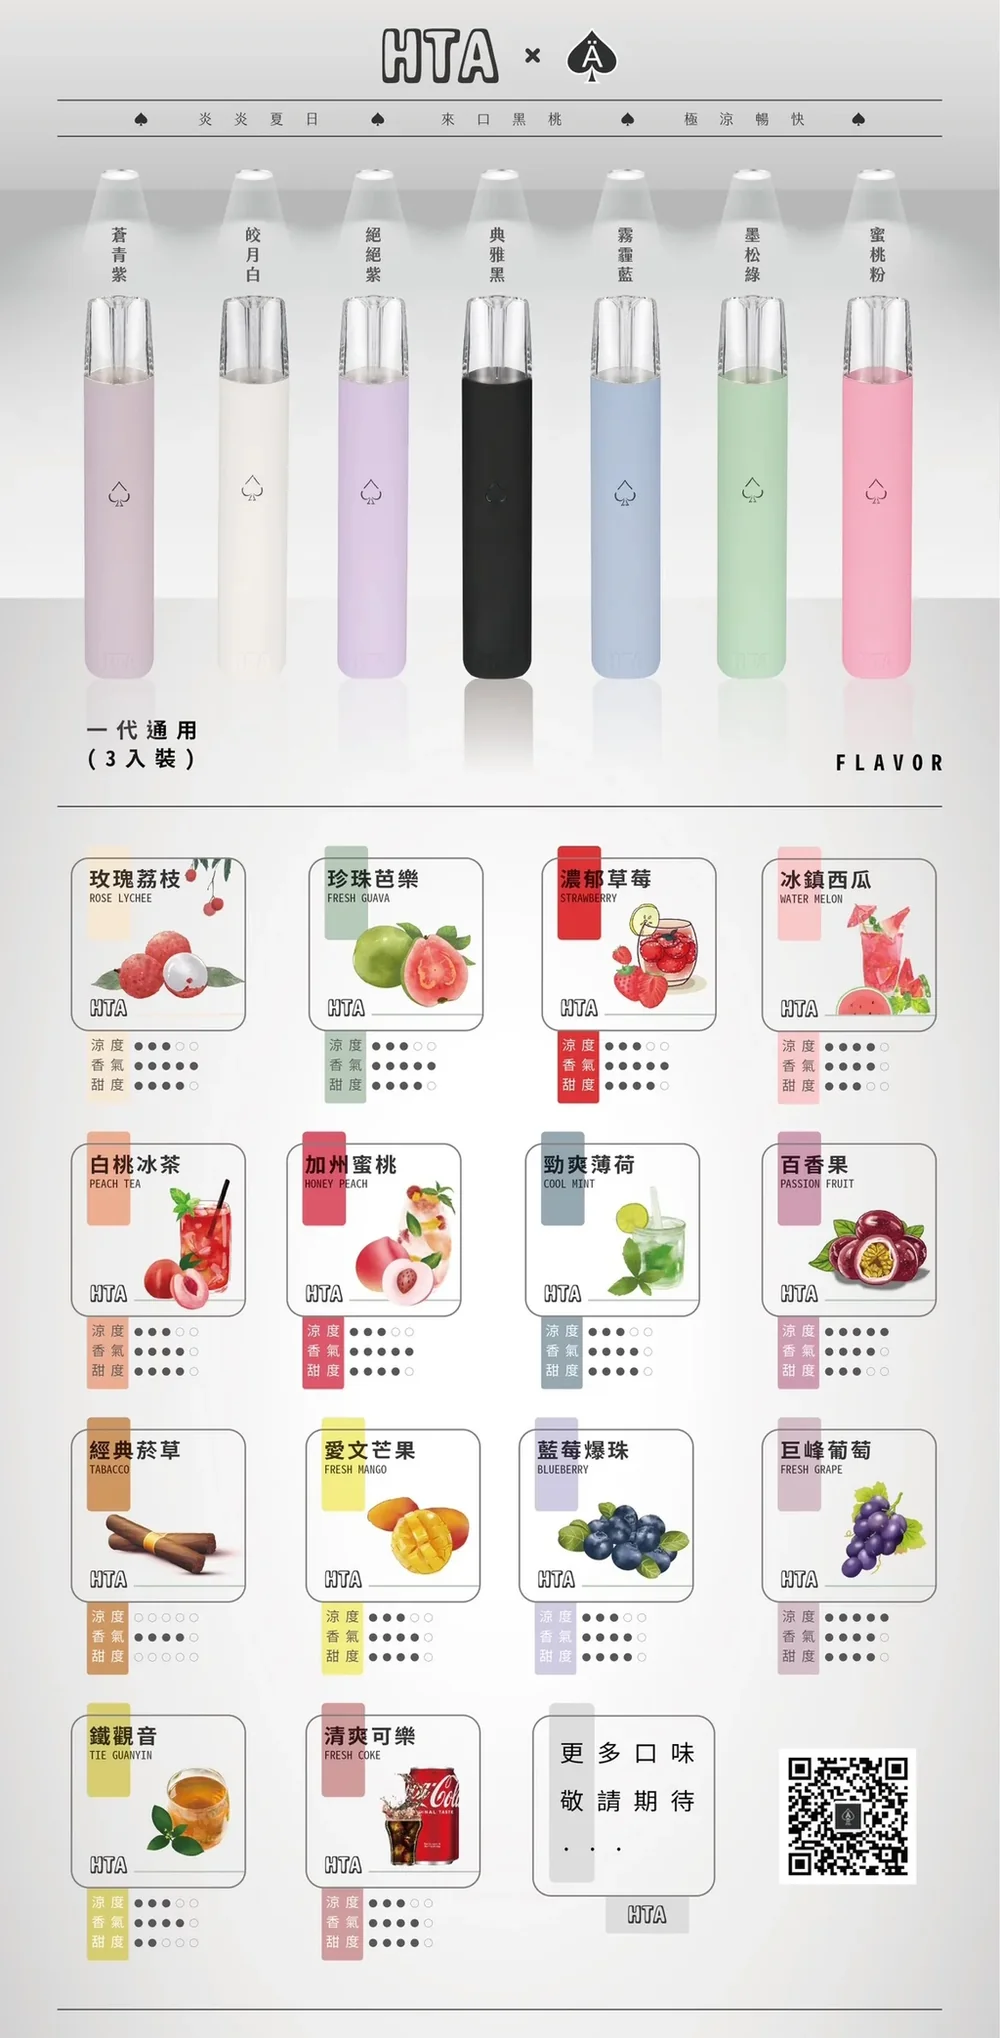 HTA × Ä
炎炎夏日 來口黑桃 極涼暢快
蒼青紫
皎月白
絕絕紫
典雅黑
霧霾藍
墨松綠
蜜桃粉
一代通用
(3入裝)
FLAVOR
玫瑰荔枝
ROSE LYCHEE
HTA
涼度
香氣
甜度
珍珠芭樂
FRESH GUAVA
HTA
涼度
香氣
甜度
濃郁草莓
STRAWBERRY
HTA
涼度
香氣
甜度
冰鎮西瓜
WATER MELON
HTA
涼度
香氣
甜度
白桃冰茶
PEACH TEA
HTA
涼度
香氣
甜度
加州蜜桃
HONEY PEACH
HTA
涼度
香氣
甜度
勁爽薄荷
COOL MINT
HTA
涼度
香氣
甜度
百香果
PASSION FRUIT
HTA
涼度
香氣
甜度
經典菸草
TABACCO
HTA
涼度
香氣
甜度
愛文芒果
FRESH MANGO
HTA
涼度
香氣
甜度
藍莓爆珠
BLUEBERRY
HTA
涼度
香氣
甜度
巨峰葡萄
FRESH GRAPE
HTA
涼度
香氣
甜度
鐵觀音
TIE GUANYIN
HTA
涼度
香氣
甜度
清爽可樂
FRESH COKE
HTA
涼度
香氣
甜度
更多口味
敬請期待
...
HTA